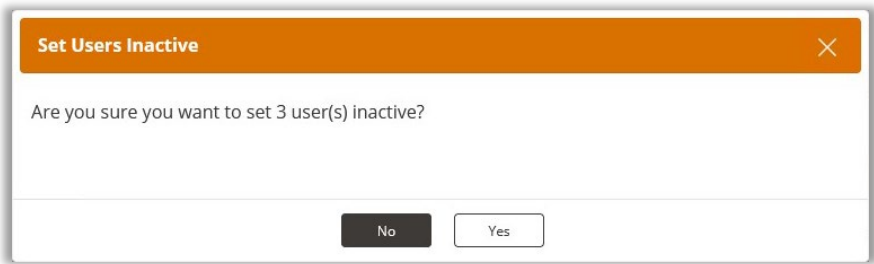 Set Users Inactive
Are you sure you want to set 3 user(s) inactive?
No
Yes